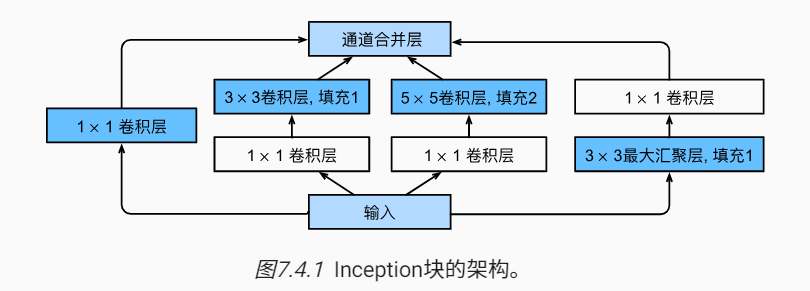 通道合并层
3 × 3卷积层, 填充1
5 × 5卷积层, 填充2
1 × 1 卷积层
1 × 1 卷积层
1 × 1 卷积层
1 × 1 卷积层
3 × 3最大汇聚层, 填充1
输入
图7.4.1 Inception块的架构。